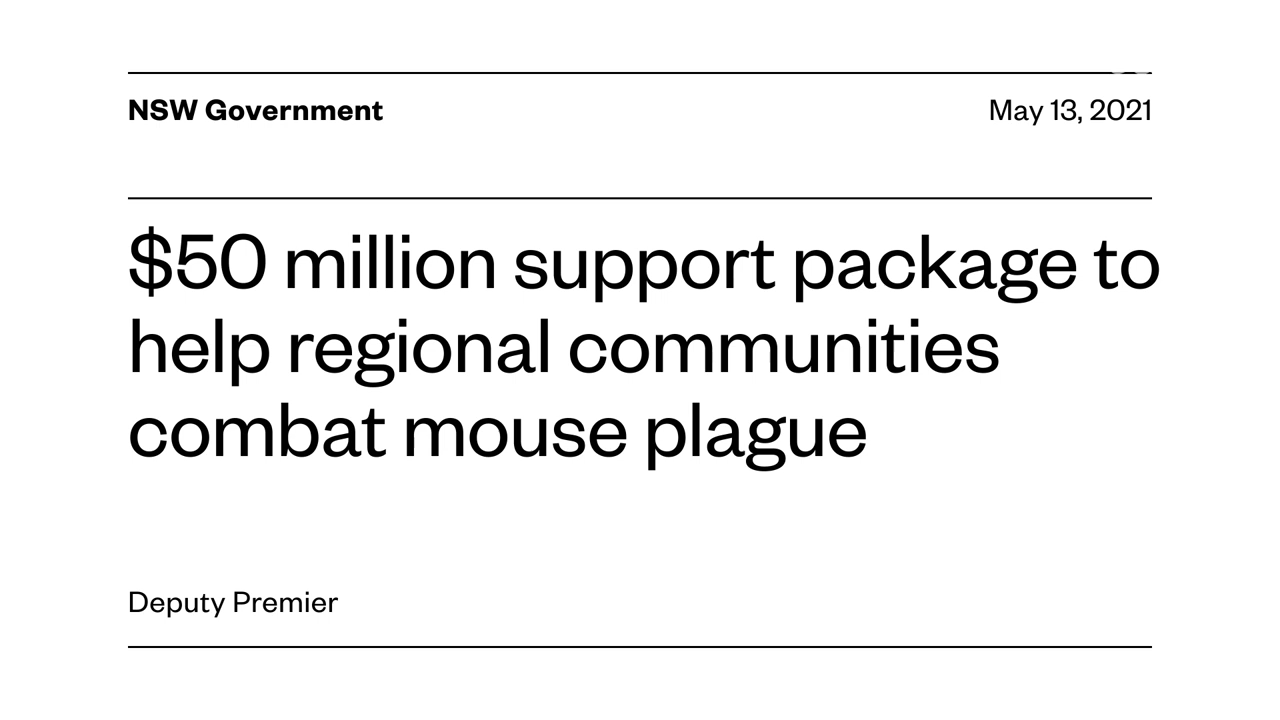 NSW Government
May 13, 2021
$50 million support package to
help regional communities
combat mouse plague
Deputy Premier